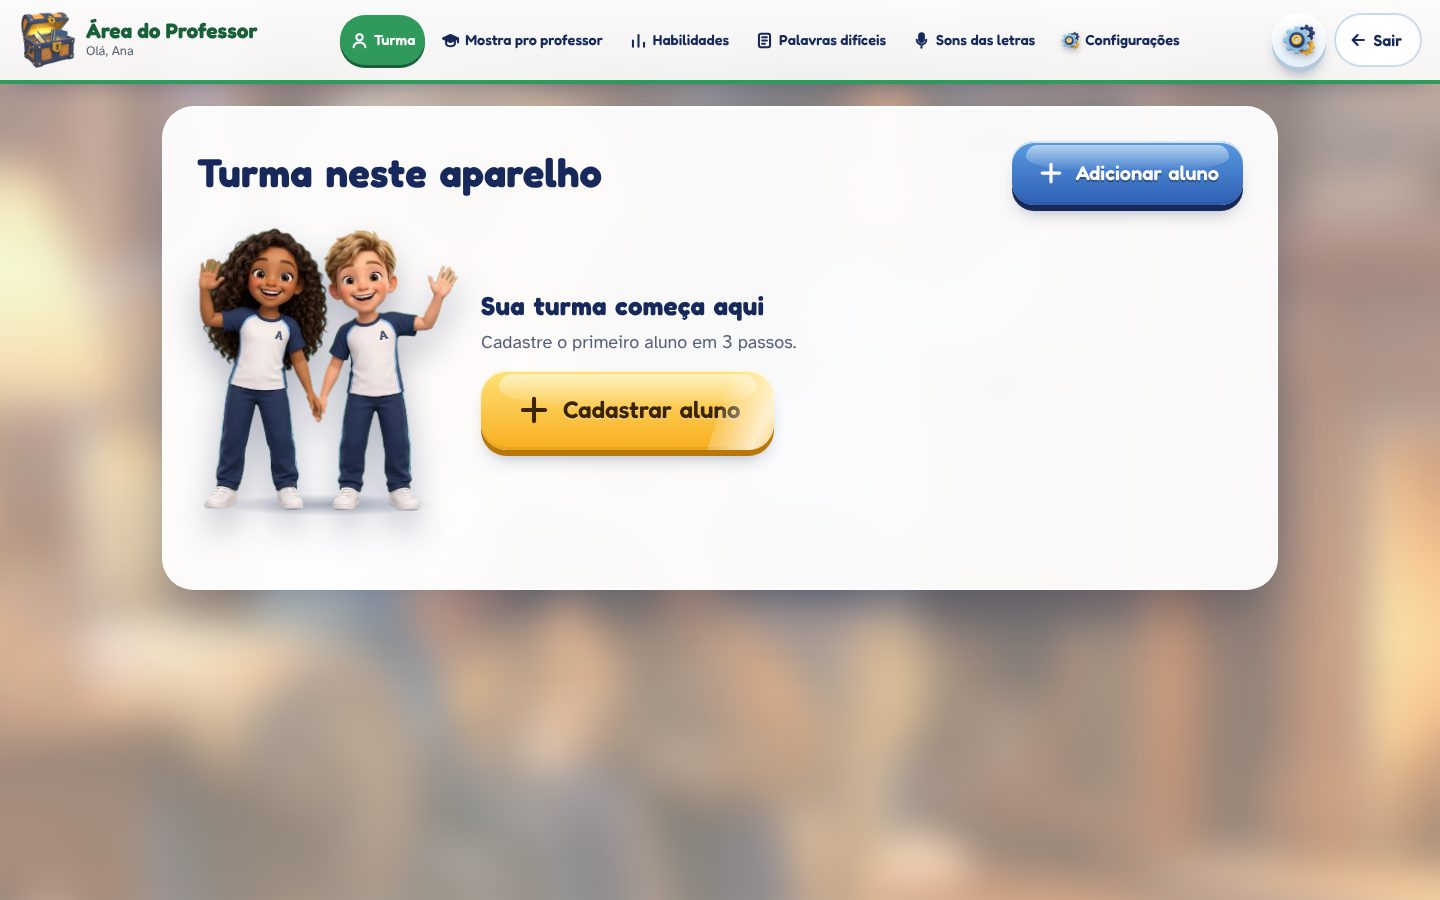 Área do Professor
Olá, Ana
Turma
Mostra pro professor
Habilidades
Palavras difíceis
Sons das letras
Configurações
Sair
Turma neste aparelho
Adicionar aluno
A
A
Sua turma começa aqui
Cadastre o primeiro aluno em 3 passos.
Cadastrar aluno